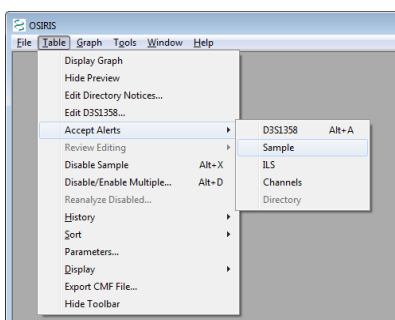 OSIRIS
File Table Graph Tools Window Help
Display Graph
Hide Preview
Edit Directory Notices...
Edit D3S1358...
Accept Alerts
D3S1358 Alt+A
Review Editing
Sample
Disable Sample Alt+X
ILS
Disable/Enable Multiple... Alt+D
Channels
Reanalyze Disabled...
Directory
History
Sort
Parameters...
Display
Export CMF File...
Hide Toolbar